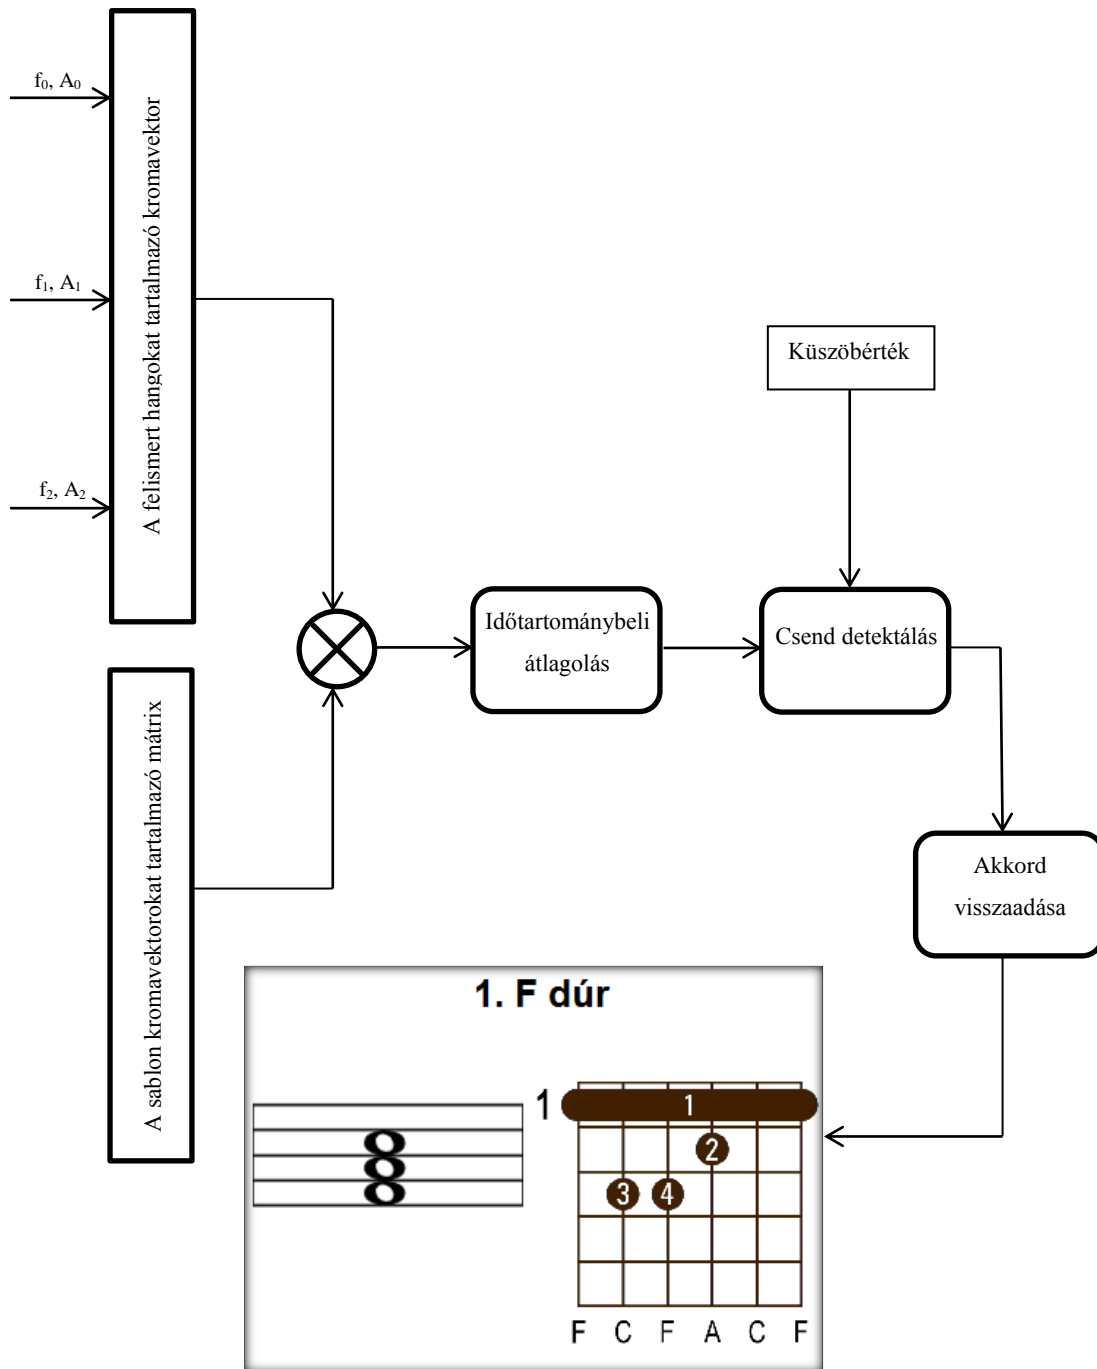 f₀, A₀
A felismert hangokat tartalmazó kromavektor
f₁, A₁
f₂, A₂
Küszöbérték
Időtartománybeli
átlagolás
Csend detektálás
A sablon kromavektorokat tartalmazó mátrix
Akkord
visszaadása
1. F dúr
1
1
2
3 4
F C F A C F